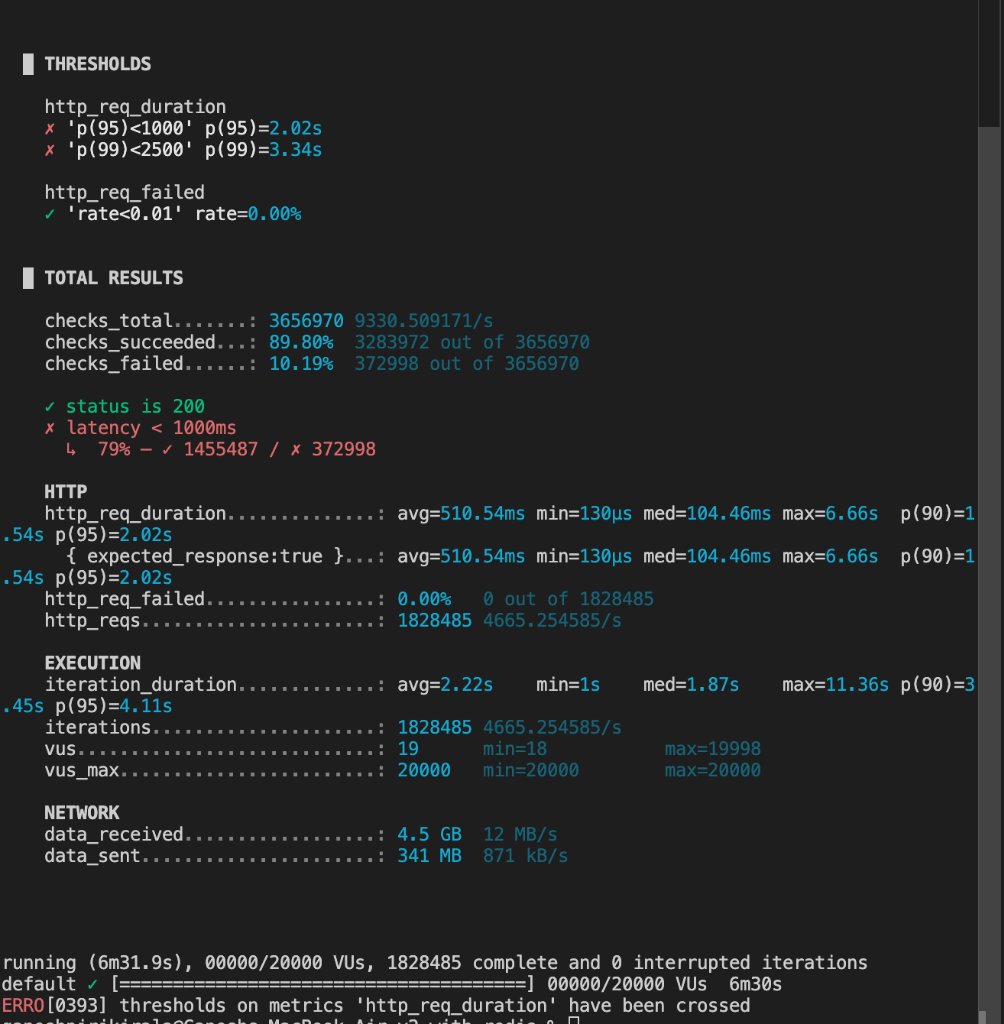 █ THRESHOLDS
http_req_duration
✗ 'p(95)<1000' p(95)=2.02s
✗ 'p(99)<2500' p(99)=3.34s
http_req_failed
✓ 'rate<0.01' rate=0.00%
█ TOTAL RESULTS
checks_total.......: 3656970 9330.509171/s
checks_succeeded...: 89.80%  3283972 out of 3656970
checks_failed......: 10.19%  372998 out of 3656970
✓ status is 200
✗ latency < 1000ms
↳  79% — ✓ 1455487 / ✗ 372998
HTTP
http_req_duration..............: avg=510.54ms min=130µs med=104.46ms max=6.66s  p(90)=1
.54s p(95)=2.02s
{ expected_response:true }...: avg=510.54ms min=130µs med=104.46ms max=6.66s  p(90)=1
.54s p(95)=2.02s
http_req_failed................: 0.00%   0 out of 1828485
http_reqs......................: 1828485 4665.254585/s
EXECUTION
iteration_duration.............: avg=2.22s    min=1s    med=1.87s    max=11.36s p(90)=3
.45s p(95)=4.11s
iterations.....................: 1828485 4665.254585/s
vus............................: 19      min=18           max=19998
vus_max........................: 20000   min=20000        max=20000
NETWORK
data_received..................: 4.5 GB  12 MB/s
data_sent......................: 341 MB  871 kB/s
running (6m31.9s), 00000/20000 VUs, 1828485 complete and 0 interrupted iterations
default ✓ [======================================] 00000/20000 VUs  6m30s
ERRO[0393] thresholds on metrics 'http_req_duration' have been crossed